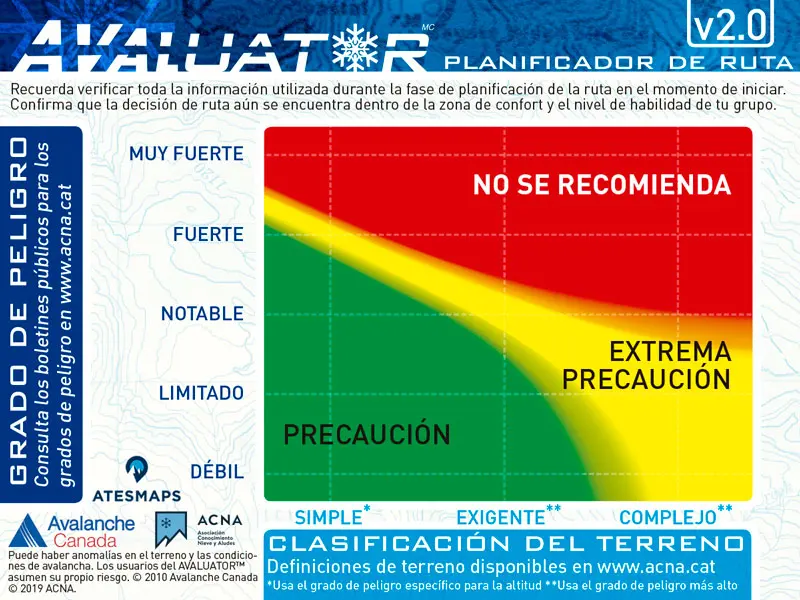 AVALUATOR MC
v2.0
PLANIFICADOR DE RUTA
Recuerda verificar toda la información utilizada durante la fase de planificación de la ruta en el momento de iniciar.
Confirma que la decisión de ruta aún se encuentra dentro de la zona de confort y el nivel de habilidad de tu grupo.
GRADO DE PELIGRO
Consulta los boletines públicos para los
grados de peligro en www.acna.cat
MUY FUERTE
FUERTE
NOTABLE
LIMITADO
DÉBIL
NO SE RECOMIENDA
EXTREMA
PRECAUCIÓN
PRECAUCIÓN
SIMPLE*
EXIGENTE**
COMPLEJO**
ATESMAPS
Avalanche
Canada
ACNA
Asociación
Conocimiento
Nieve y Aludes
Puede haber anomalías en el terreno y las condicio-
nes de avalancha. Los usuarios del AVALUATOR™
asumen su propio riesgo. © 2010 Avalanche Canada
© 2019 ACNA.
CLASIFICACIÓN DEL TERRENO
Definiciones de terreno disponibles en www.acna.cat
*Usa el grado de peligro específico para la altitud **Usa el grado de peligro más alto